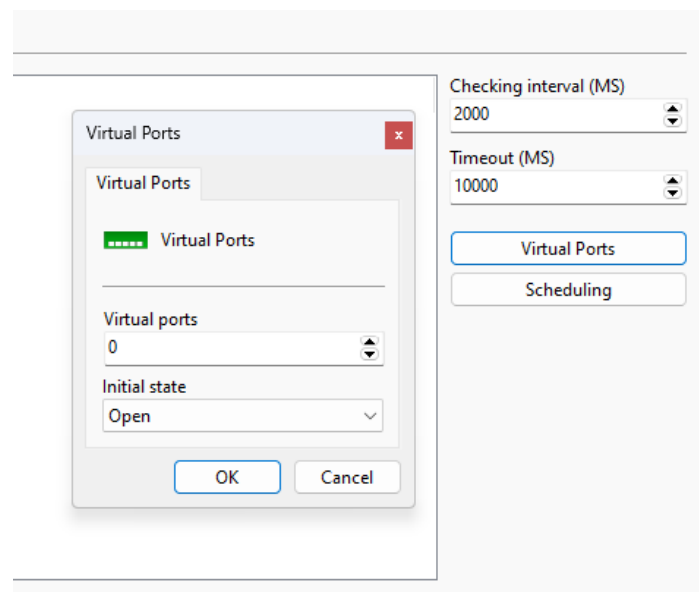 Checking interval (MS)
2000
Timeout (MS)
10000
Virtual Ports
Scheduling
Virtual Ports
x
Virtual Ports
Virtual Ports
Virtual ports
0
Initial state
Open
OK
Cancel